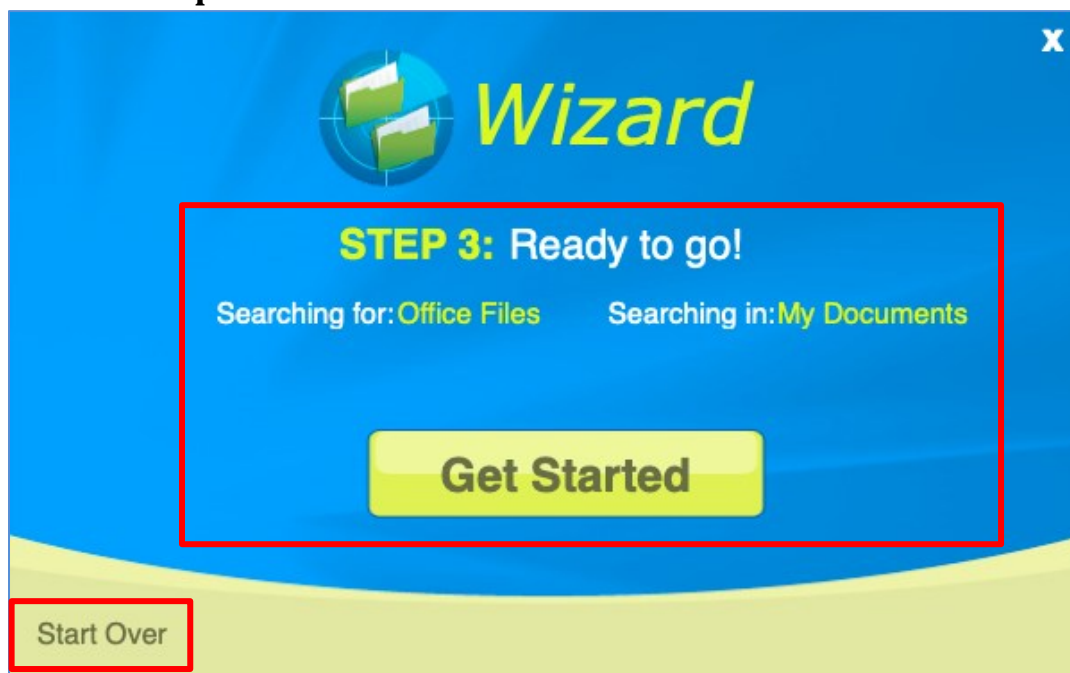 x
Wizard
STEP 3: Ready to go!
Searching for: Office Files Searching in: My Documents
Get Started
Start Over